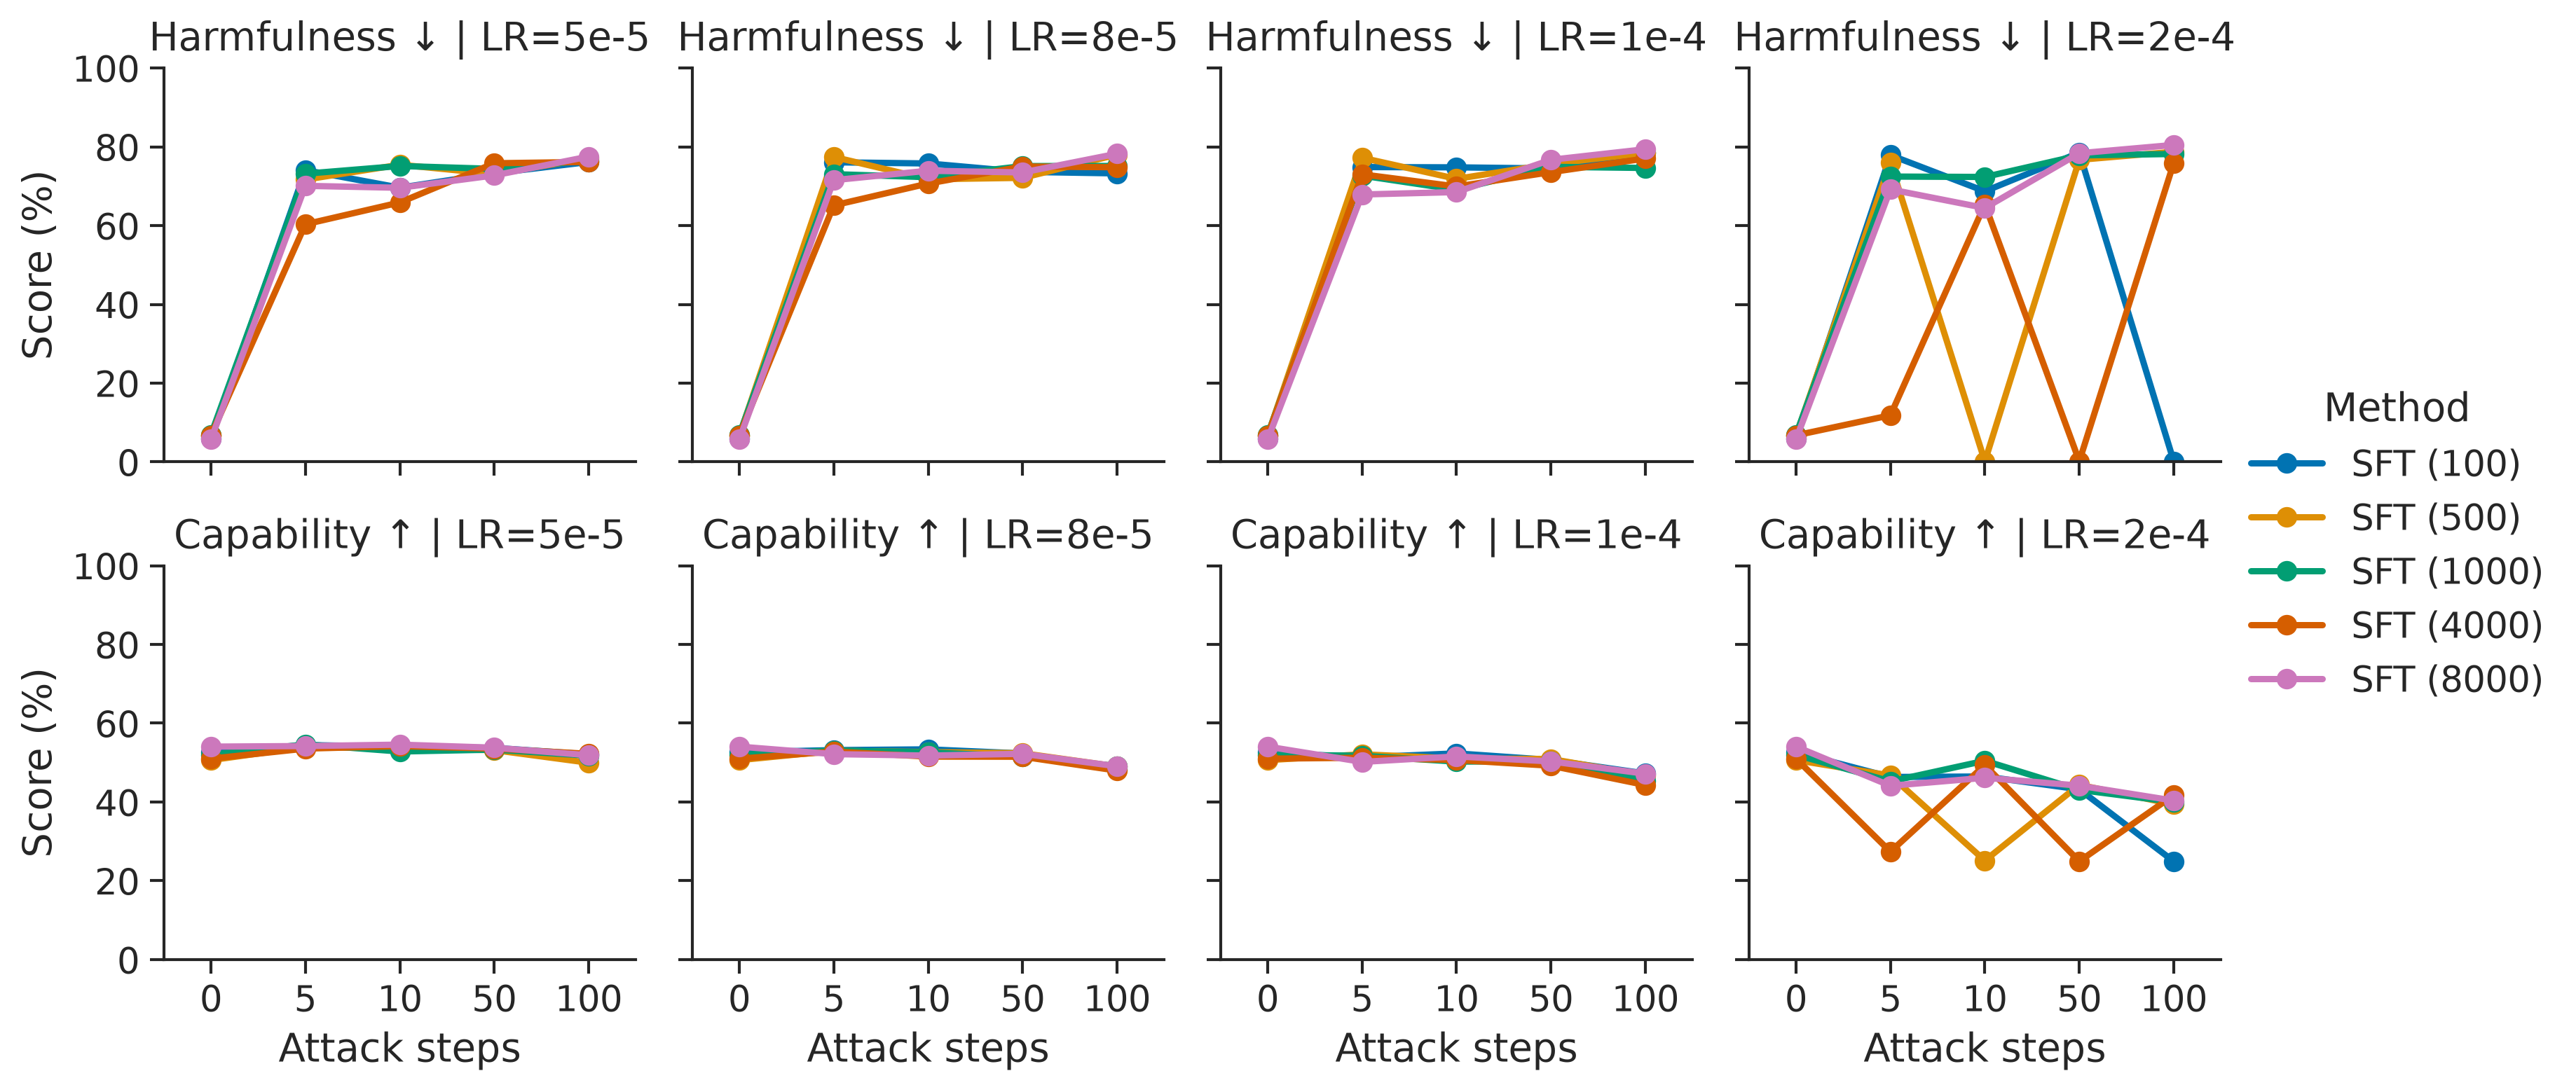 Harmfulness ↓ | LR=5e-5
Harmfulness ↓ | LR=8e-5
Harmfulness ↓ | LR=1e-4
Harmfulness ↓ | LR=2e-4
Score (%)
100
80
60
40
20
0
Capability ↑ | LR=5e-5
Capability ↑ | LR=8e-5
Capability ↑ | LR=1e-4
Capability ↑ | LR=2e-4
Score (%)
100
80
60
40
20
0
0 5 10 50 100
0 5 10 50 100
0 5 10 50 100
0 5 10 50 100
Attack steps
Attack steps
Attack steps
Attack steps
Method
SFT (100)
SFT (500)
SFT (1000)
SFT (4000)
SFT (8000)